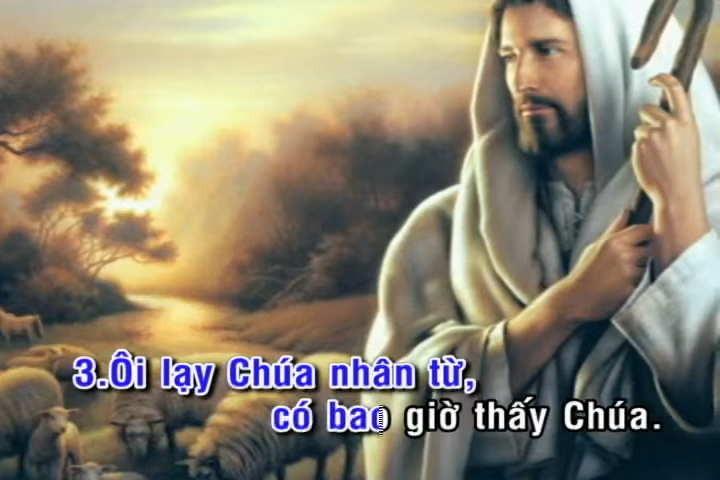 3.Ôi lạy Chúa nhân từ,
có bao giờ thấy Chúa.